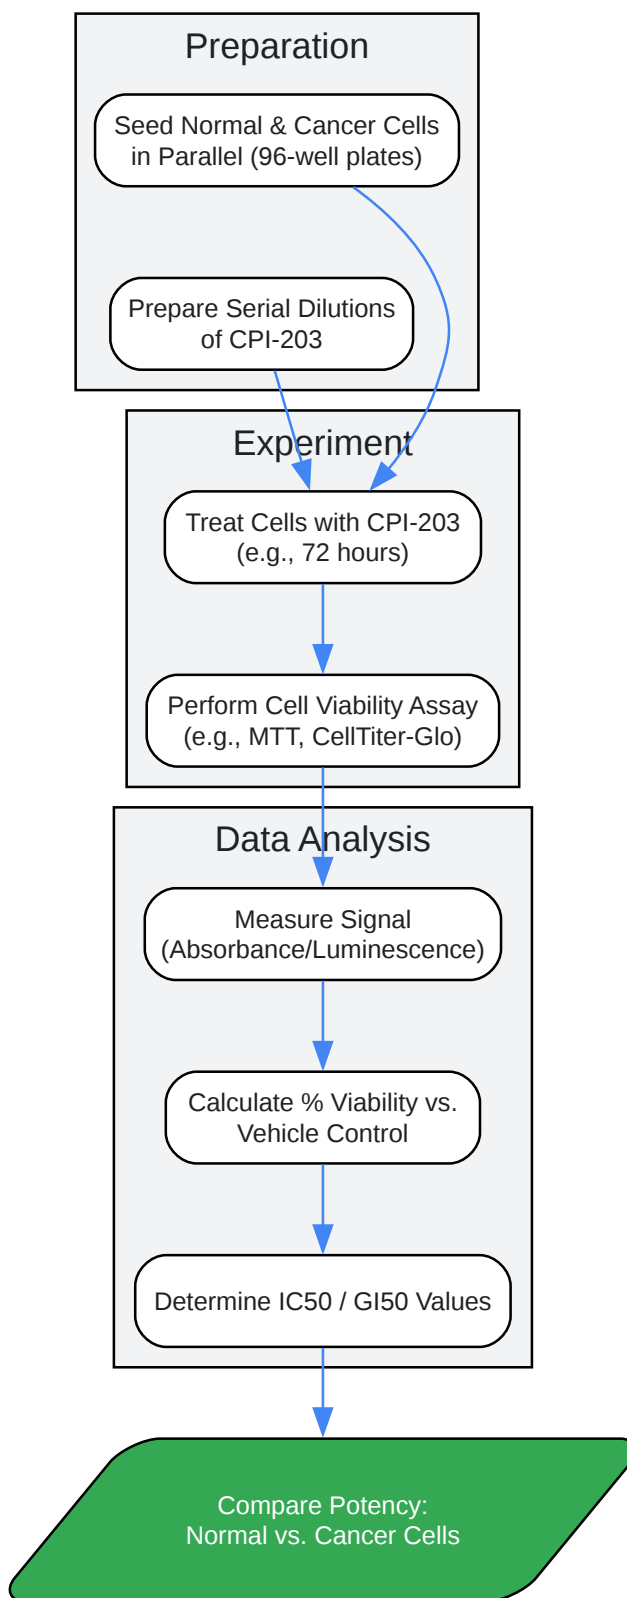 Preparation
Seed Normal & Cancer Cells
in Parallel (96-well plates)
Prepare Serial Dilutions
of CPI-203
Experiment
Treat Cells with CPI-203
(e.g., 72 hours)
Perform Cell Viability Assay
(e.g., MTT, CellTiter-Glo)
Data Analysis
Measure Signal
(Absorbance/Luminescence)
Calculate % Viability vs.
Vehicle Control
Determine IC50 / GI50 Values
Compare Potency:
Normal vs. Cancer Cells